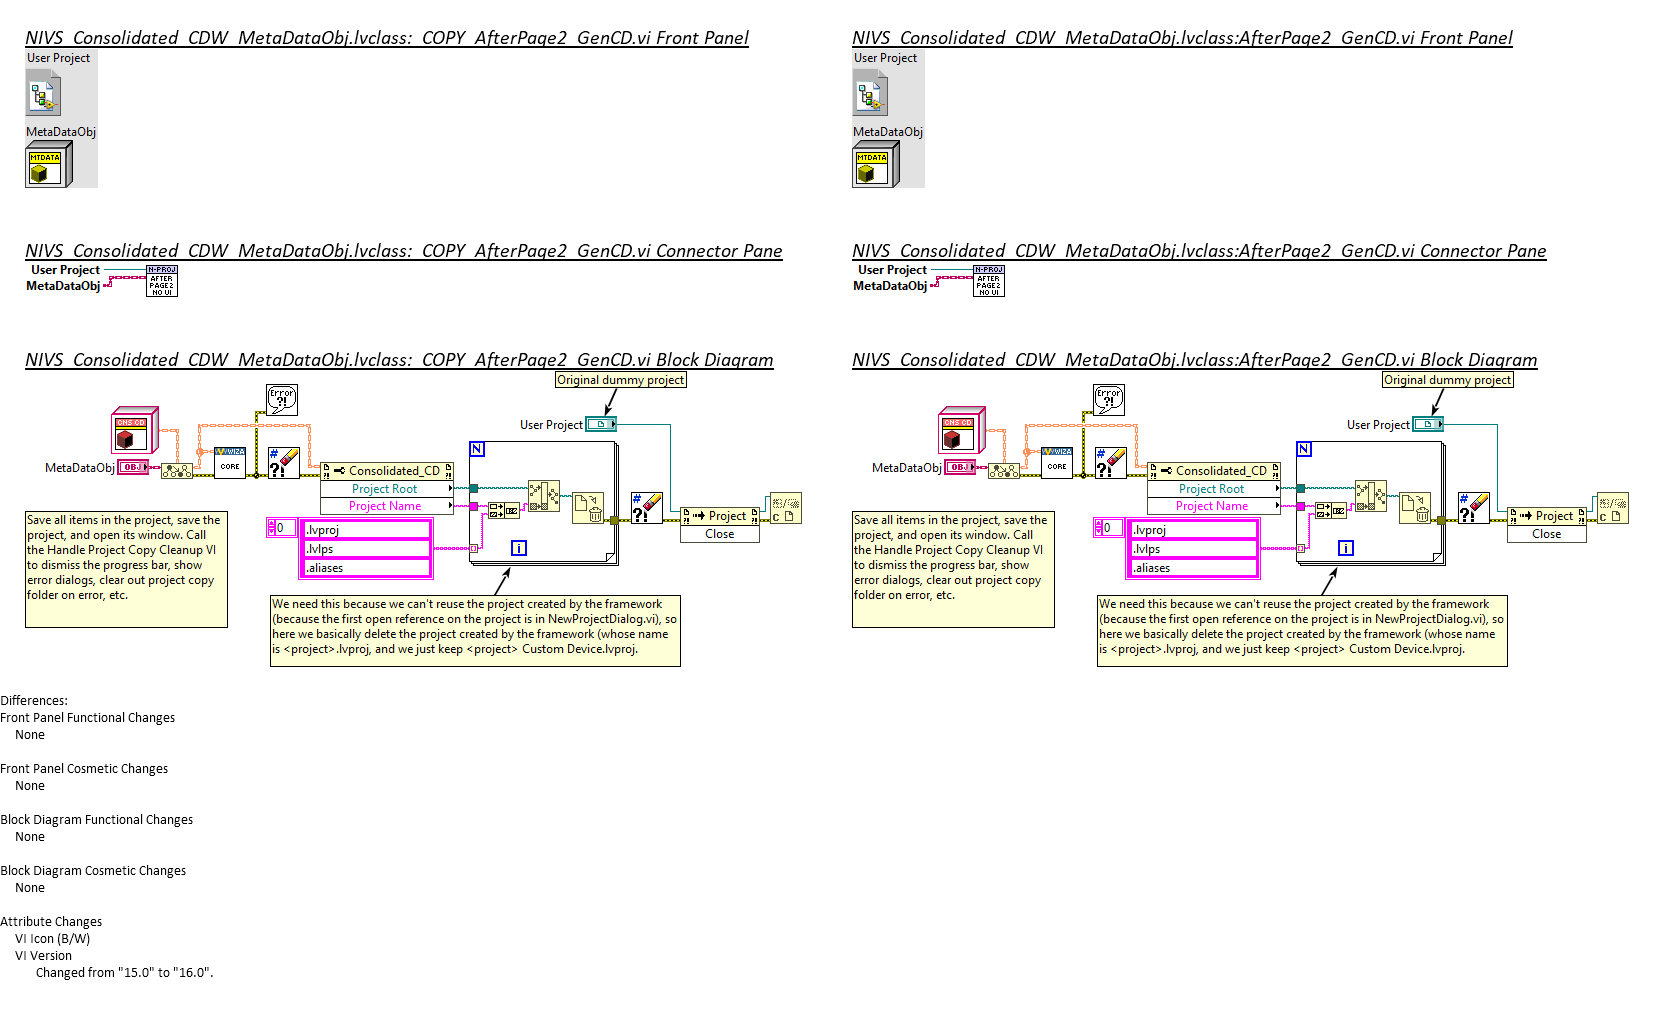 NIVS_Consolidated_CDW_MetaDataObj.lvclass:_COPY_AfterPage2_GenCD.vi Front Panel
User Project
MetaDataObj
MTDATA
NIVS_Consolidated_CDW_MetaDataObj.lvclass:_COPY_AfterPage2_GenCD.vi Connector Pane
User Project
MetaDataObj
N-PROJ
AFTER
PAGE2
NO UI
NIVS_Consolidated_CDW_MetaDataObj.lvclass:_COPY_AfterPage2_GenCD.vi Block Diagram
Original dummy project
Error
?!
CNS CD
User Project
N
MetaDataObj
OBJ
WIZA
CORE
#
?!
Consolidated_CD
Project Root
Project Name
0
.lvproj
.lvlps
.aliases
i
#
?!
Project
Close
Save all items in the project, save the
project, and open its window. Call
the Handle Project Copy Cleanup VI
to dismiss the progress bar, show
error dialogs, clear out project copy
folder on error, etc.
We need this because we can't reuse the project created by the framework
(because the first open reference on the project is in NewProjectDialog.vi), so
here we basically delete the project created by the framework (whose name
is <project>.lvproj, and we just keep <project> Custom Device.lvproj.
NIVS_Consolidated_CDW_MetaDataObj.lvclass:AfterPage2_GenCD.vi Front Panel
User Project
MetaDataObj
MTDATA
NIVS_Consolidated_CDW_MetaDataObj.lvclass:AfterPage2_GenCD.vi Connector Pane
User Project
MetaDataObj
N-PROJ
AFTER
PAGE2
NO UI
NIVS_Consolidated_CDW_MetaDataObj.lvclass:AfterPage2_GenCD.vi Block Diagram
Original dummy project
Error
?!
CNS CD
User Project
N
MetaDataObj
OBJ
WIZA
CORE
#
?!
Consolidated_CD
Project Root
Project Name
0
.lvproj
.lvlps
.aliases
i
#
?!
Project
Close
Save all items in the project, save the
project, and open its window. Call
the Handle Project Copy Cleanup VI
to dismiss the progress bar, show
error dialogs, clear out project copy
folder on error, etc.
We need this because we can't reuse the project created by the framework
(because the first open reference on the project is in NewProjectDialog.vi), so
here we basically delete the project created by the framework (whose name
is <project>.lvproj, and we just keep <project> Custom Device.lvproj.
Differences:
Front Panel Functional Changes
None
Front Panel Cosmetic Changes
None
Block Diagram Functional Changes
None
Block Diagram Cosmetic Changes
None
Attribute Changes
VI Icon (B/W)
VI Version
Changed from "15.0" to "16.0".